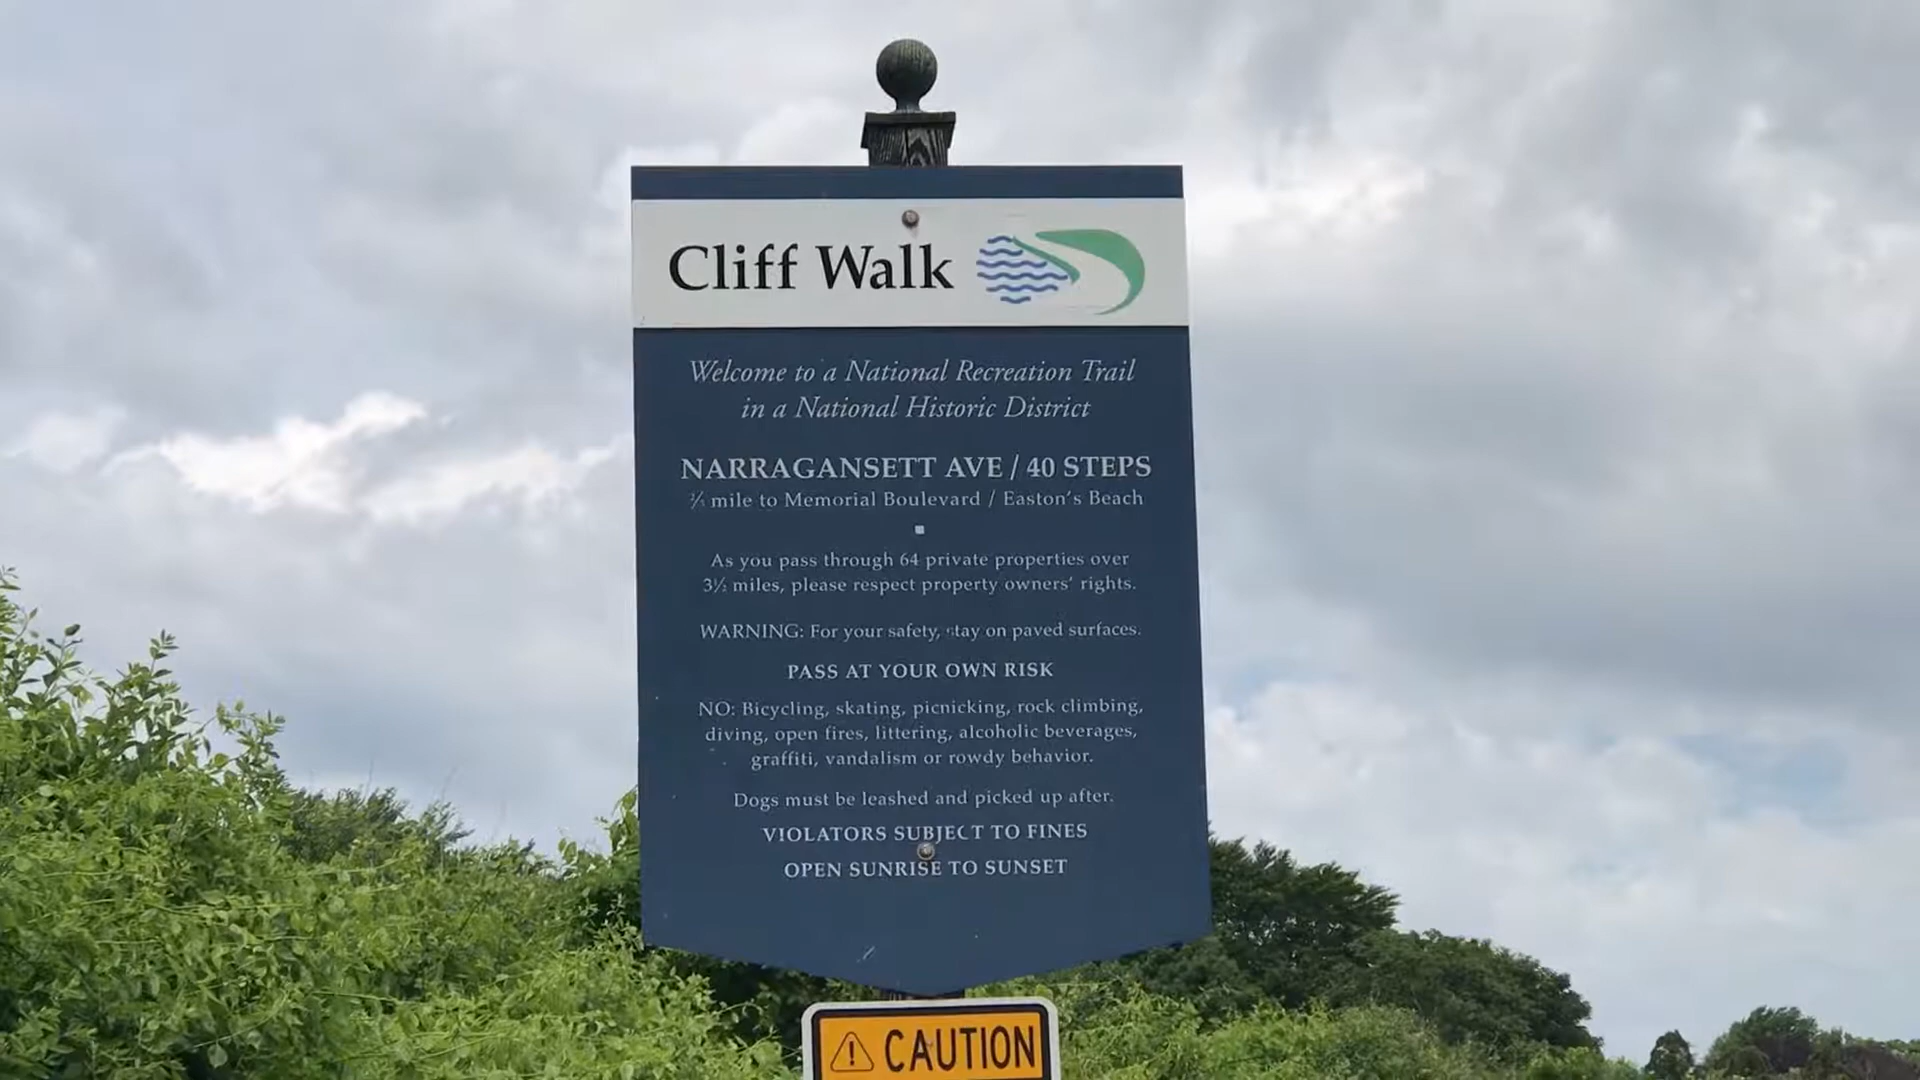 Cliff Walk
Welcome to a National Recreation Trail
in a National Historic District
NARRAGANSETT AVE / 40 STEPS
mile to Memorial Boulevard / Easton's Beach
As you pass through 64 private properties over
3½ miles, please respect property owners' rights.
WARNING: For your safety, stay on paved surfaces.
PASS AT YOUR OWN RISK
NO: Bicycling, skating, picnicking, rock climbing,
diving, open fires, littering, alcoholic beverages,
graffiti, vandalism or rowdy behavior.
Dogs must be leashed and picked up after.
VIOLATORS SUBJECT TO FINES
OPEN SUNRISE TO SUNSET
CAUTION